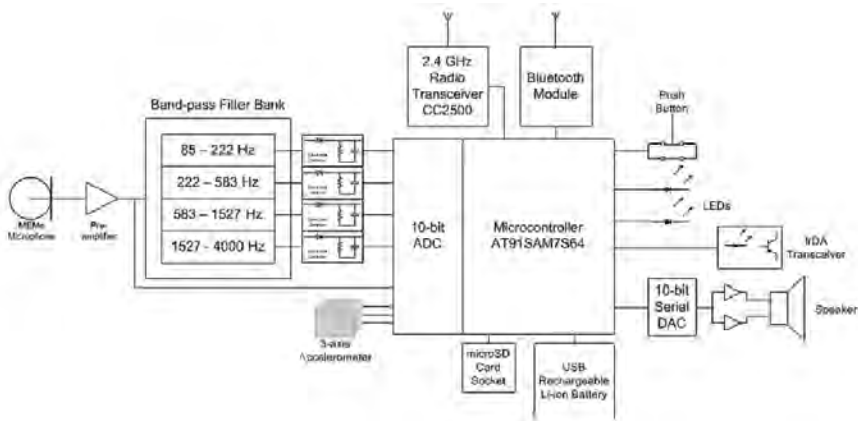 2.4 GHz
Radio
Transceiver
CC2500
Bluetooth
Module
Push
Button
Band-pass Filter Bank
85 – 222 Hz
222 – 583 Hz
583 – 1527 Hz
1527 - 4000 Hz
MEMs
Microphone
Pre-
amplifier
10-bit
ADC
Microcontroller
AT91SAM7S64
LEDs
IrDA
Transceiver
10-bit
Serial
DAC
Speaker
3-axis
Accelerometer
microSD
Card
Socket
USB
Rechargeable
Li-ion Battery